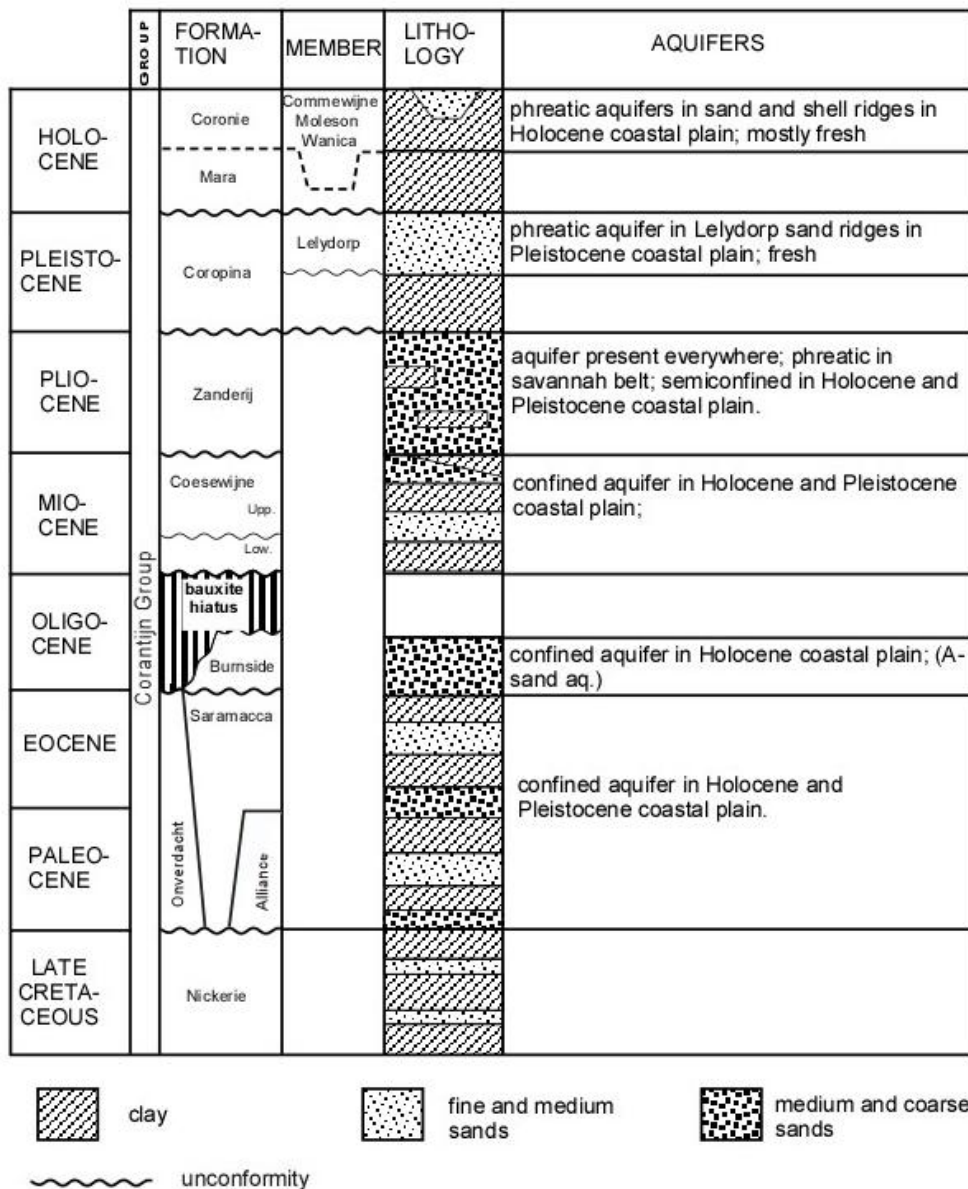 GROUP
FORMA-
TION
MEMBER
LITHO-
LOGY
AQUIFERS
HOLO-
CENE
Coronie
Commewijne
Moleson
Wanica
phreatic aquifers in sand and shell ridges in
Holocene coastal plain; mostly fresh
Mara
PLEISTO-
CENE
Coropina
Lelydorp
phreatic aquifer in Lelydorp sand ridges in
Pleistocene coastal plain; fresh
PLIO-
CENE
Zanderij
aquifer present everywhere; phreatic in
savannah belt; semiconfined in Holocene and
Pleistocene coastal plain.
MIO-
CENE
Coesewijne
Upp.
Low.
confined aquifer in Holocene and Pleistocene
coastal plain;
Corantijn Group
OLIGO-
CENE
bauxite
hiatus
Burnside
confined aquifer in Holocene coastal plain; (A-
sand aq.)
EOCENE
Saramacca
confined aquifer in Holocene and
Pleistocene coastal plain.
PALEO-
CENE
Onverdacht
Alliance
LATE
CRETA-
CEOUS
Nickerie
clay
fine and medium
sands
medium and coarse
sands
unconformity